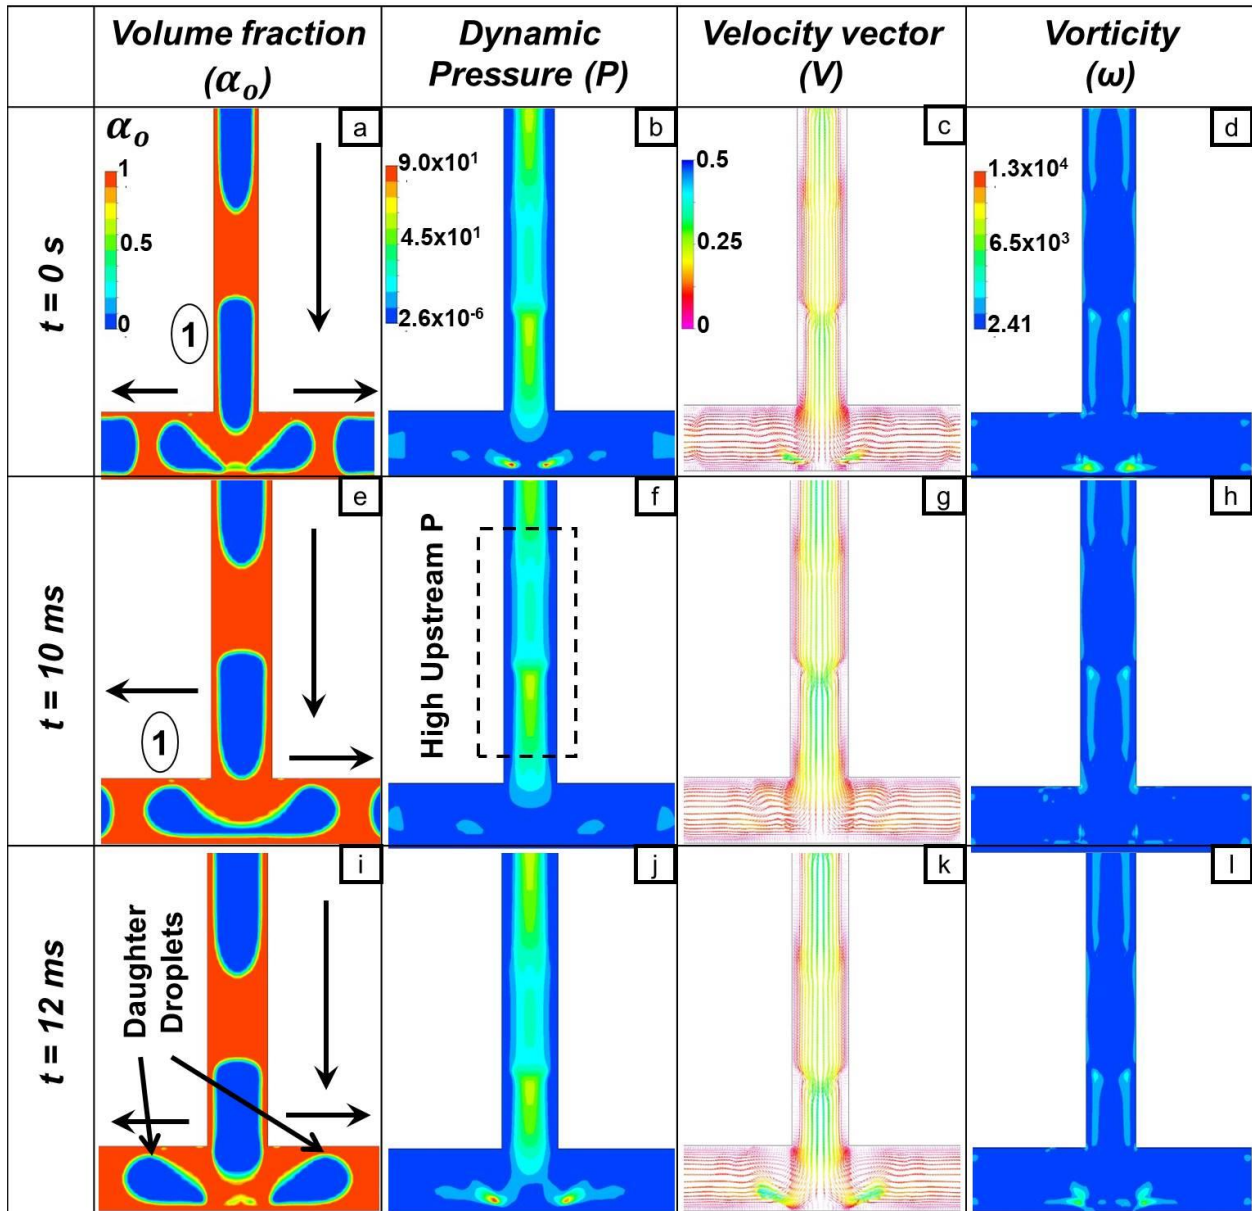 Volume fraction
(αₒ)
Dynamic
Pressure (P)
Velocity vector
(V)
Vorticity
(ω)
t = 0 s
αₒ
1
0.5
0
1
a
9.0x10¹
4.5x10¹
2.6x10⁻⁶
b
0.5
0.25
0
c
1.3x10⁴
6.5x10³
2.41
d
t = 10 ms
1
e
High Upstream P
f
g
h
t = 12 ms
Daughter
Droplets
i
j
k
l